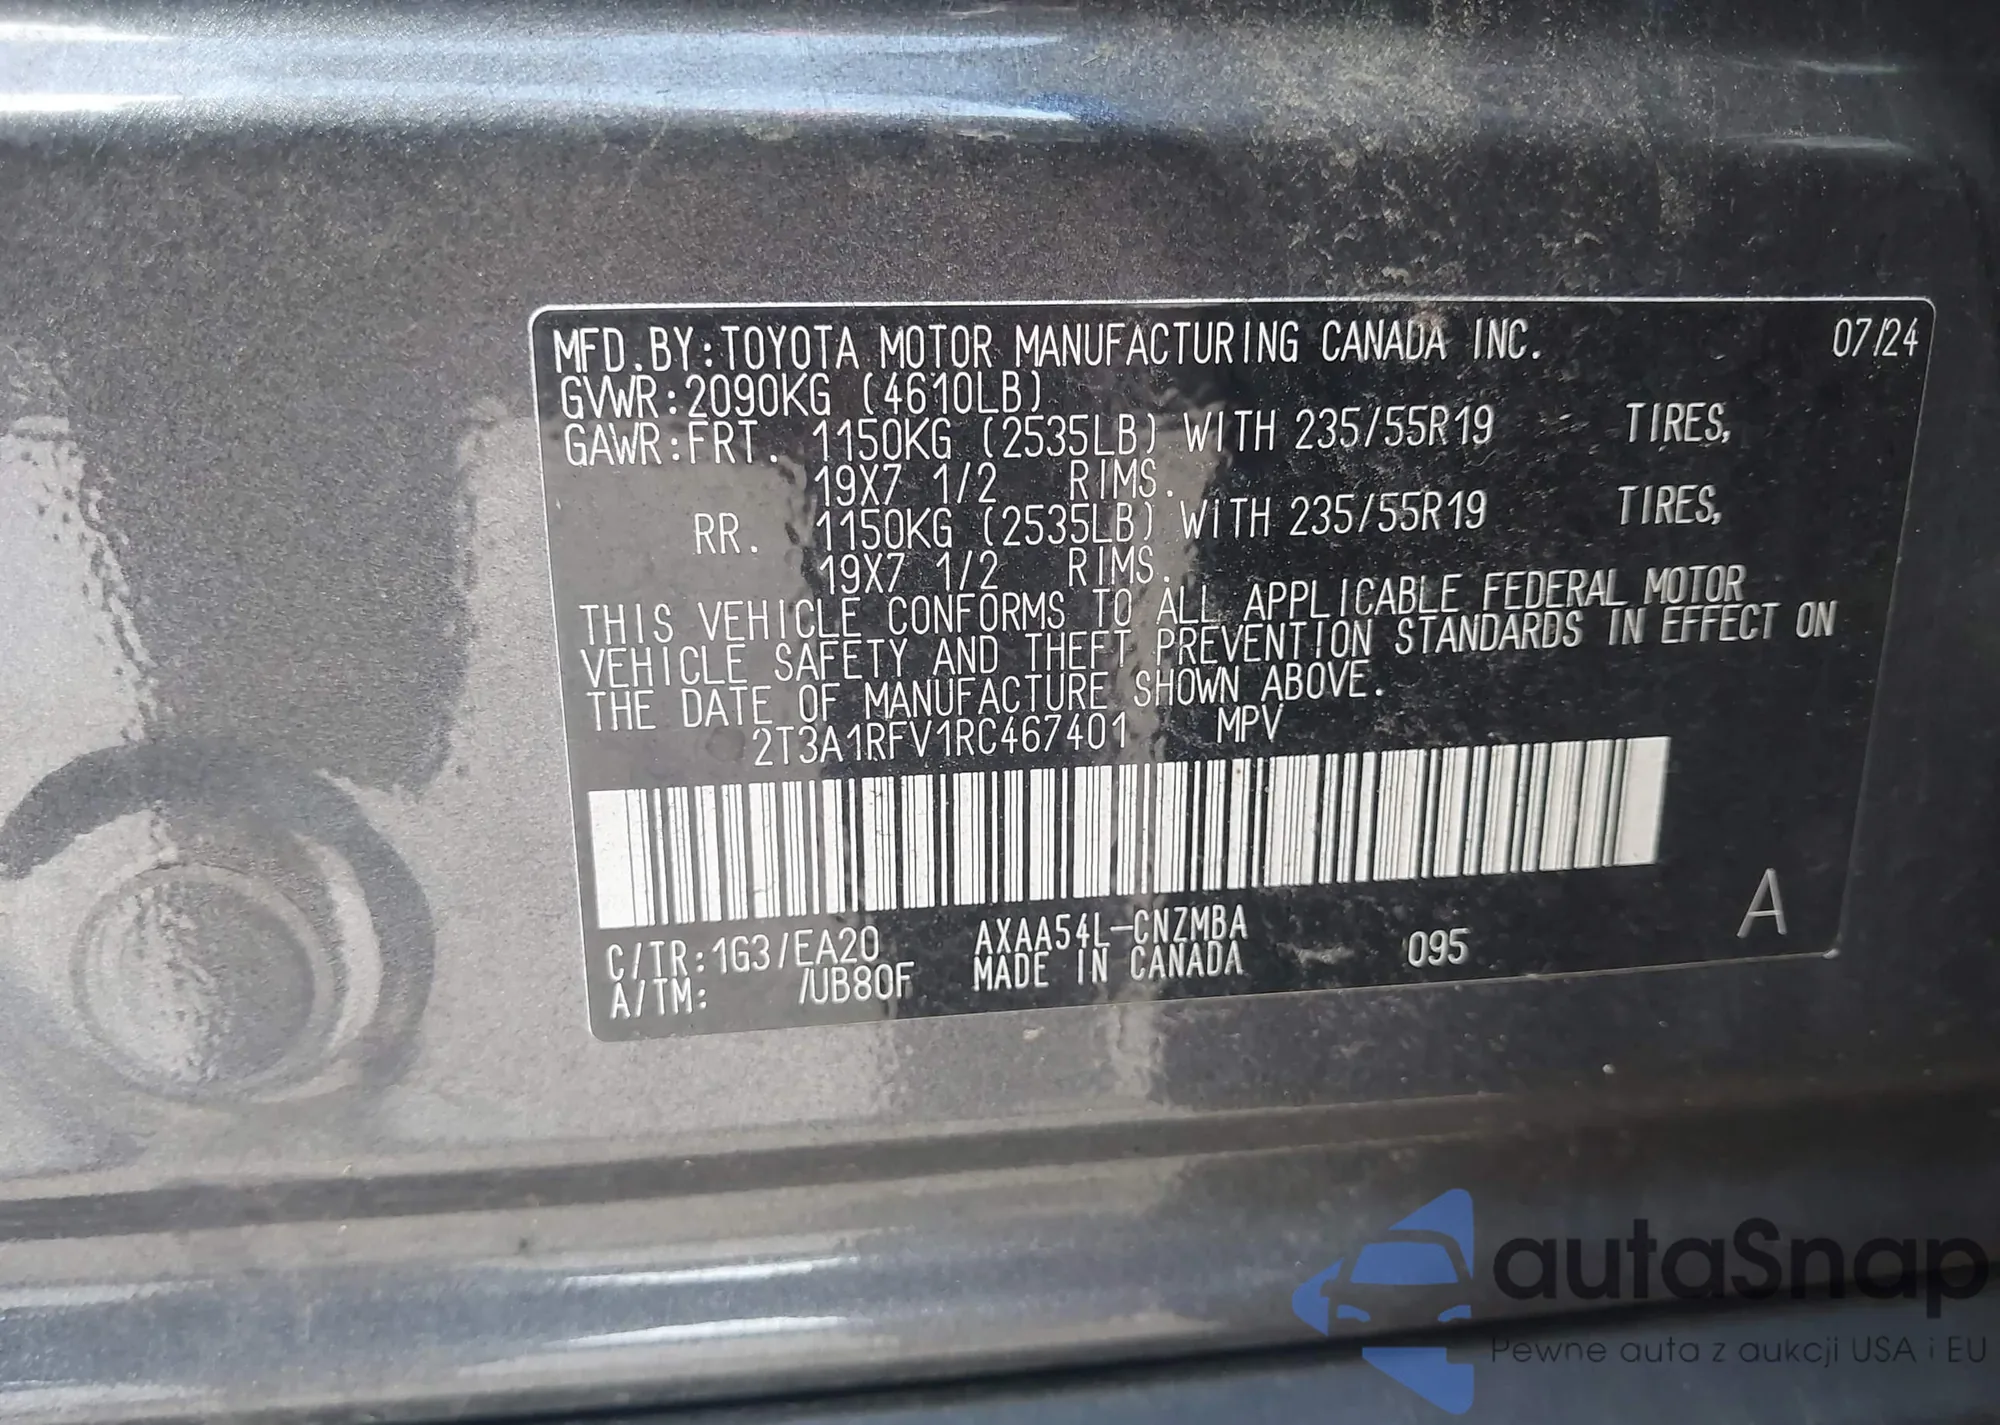 MFD.BY:TOYOTA MOTOR MANUFACTURING CANADA INC. 07/24
GVWR:2090KG (4610LB)
GAWR:FRT. 1150KG (2535LB) WITH 235/55R19 TIRES,
19X7 1/2 RIMS.
RR. 1150KG (2535LB) WITH 235/55R19 TIRES,
19X7 1/2 RIMS.
THIS VEHICLE CONFORMS TO ALL APPLICABLE FEDERAL MOTOR
VEHICLE SAFETY AND THEFT PREVENTION STANDARDS IN EFFECT ON
THE DATE OF MANUFACTURE SHOWN ABOVE.
2T3A1RFV1RC467401 MPV
C/TR:1G3/EA20 AXAA54L-CNZMBA 095 A
A/TM: /UB80F MADE IN CANADA
autaSnap
Pewne auta z aukcji USA i EU